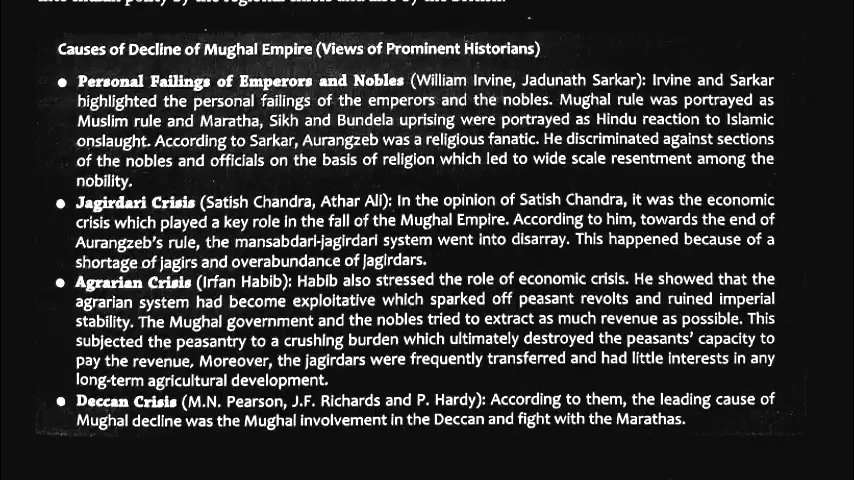 Causes of Decline of Mughal Empire (Views of Prominent Historians)
● Personal Failings of Emperors and Nobles (William Irvine, Jadunath Sarkar): Irvine and Sarkar
highlighted the personal failings of the emperors and the nobles. Mughal rule was portrayed as
Muslim rule and Maratha, Sikh and Bundela uprising were portrayed as Hindu reaction to Islamic
onslaught. According to Sarkar, Aurangzeb was a religious fanatic. He discriminated against sections
of the nobles and officials on the basis of religion which led to wide scale resentment among the
nobility.
● Jagirdari Crisis (Satish Chandra, Athar Ali): In the opinion of Satish Chandra, it was the economic
crisis which played a key role in the fall of the Mughal Empire. According to him, towards the end of
Aurangzeb's rule, the mansabdari-jagirdari system went into disarray. This happened because of a
shortage of jagirs and overabundance of jagirdars.
● Agrarian Crisis (Irfan Habib): Habib also stressed the role of economic crisis. He showed that the
agrarian system had become exploitative which sparked off peasant revolts and ruined imperial
stability. The Mughal government and the nobles tried to extract as much revenue as possible. This
subjected the peasantry to a crushing burden which ultimately destroyed the peasants' capacity to
pay the revenue, Moreover, the jagirdars were frequently transferred and had little interests in any
long-term agricultural development.
● Deccan Crisis (M.N. Pearson, J.F. Richards and P. Hardy): According to them, the leading cause of
Mughal decline was the Mughal involvement in the Deccan and fight with the Marathas.